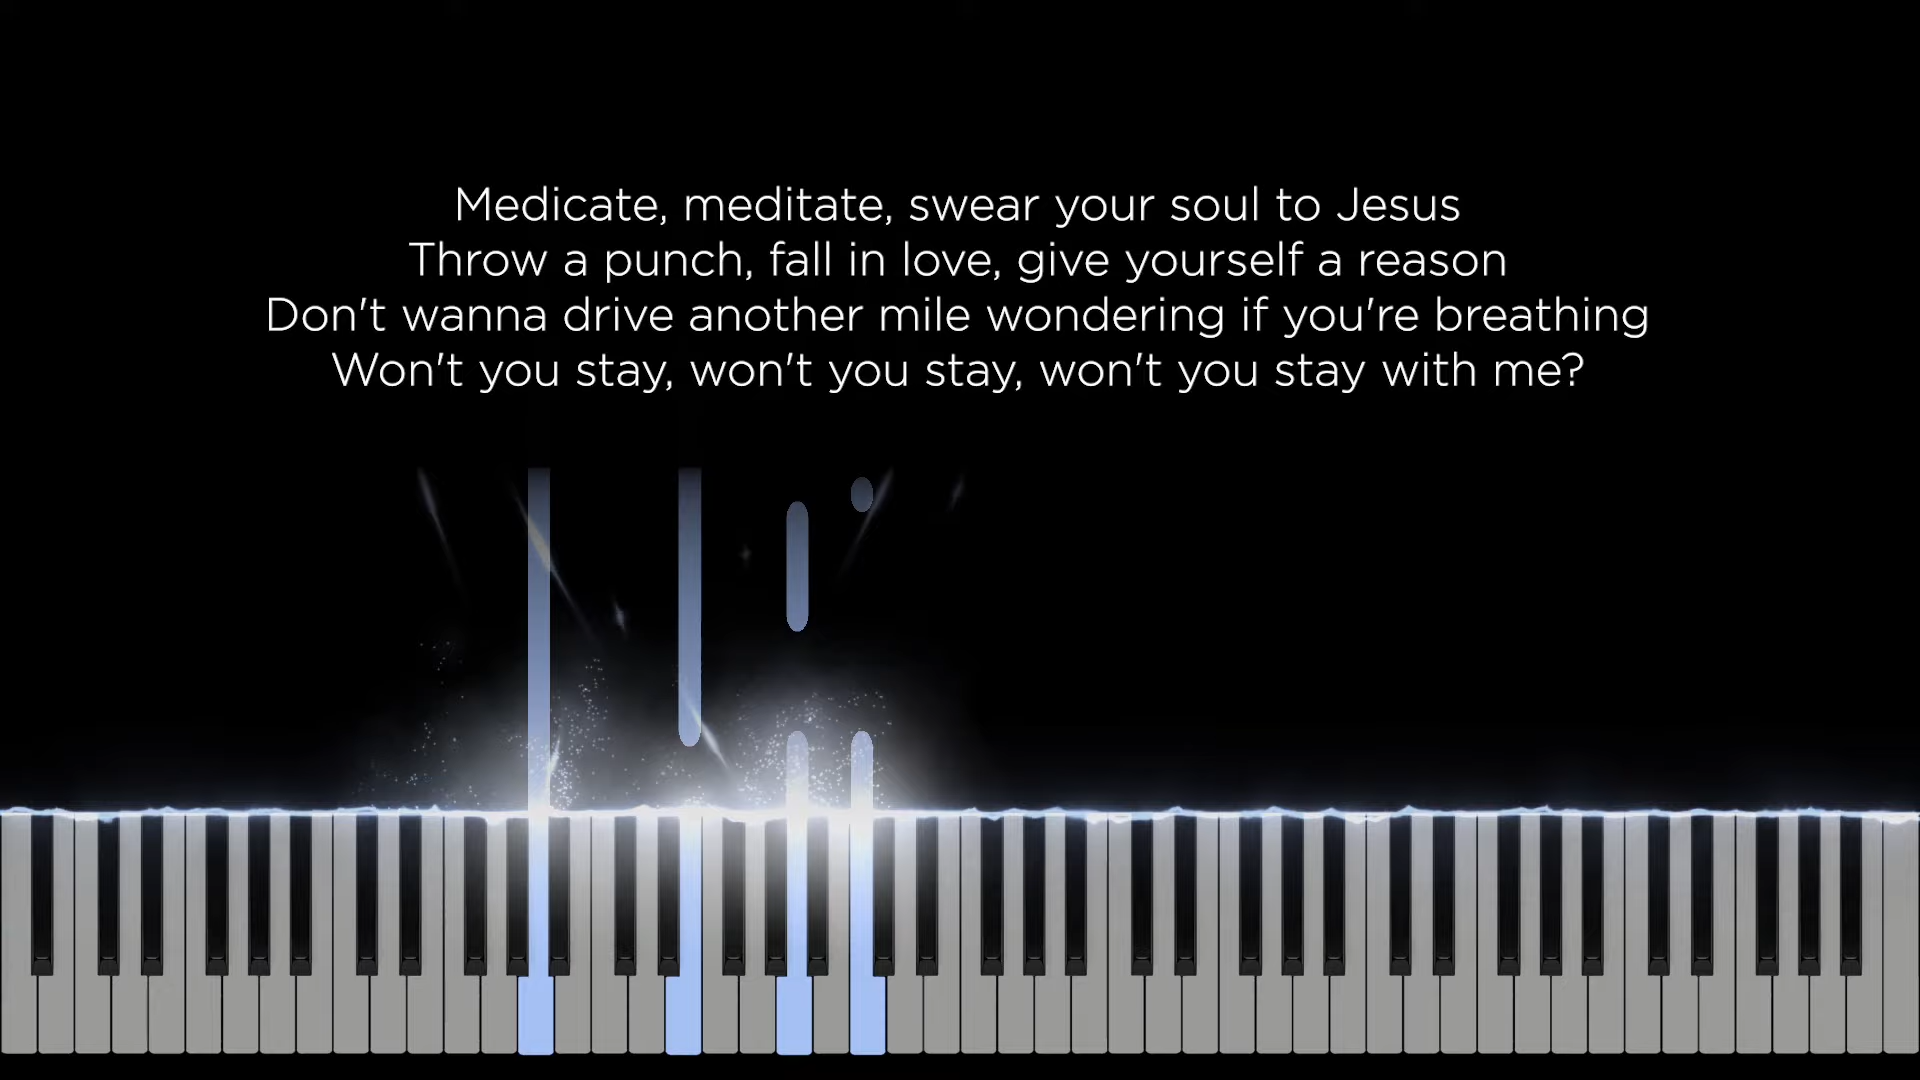 Medicate, meditate, swear your soul to Jesus
Throw a punch, fall in love, give yourself a reason
Don't wanna drive another mile wondering if you're breathing
Won't you stay, won't you stay, won't you stay with me?